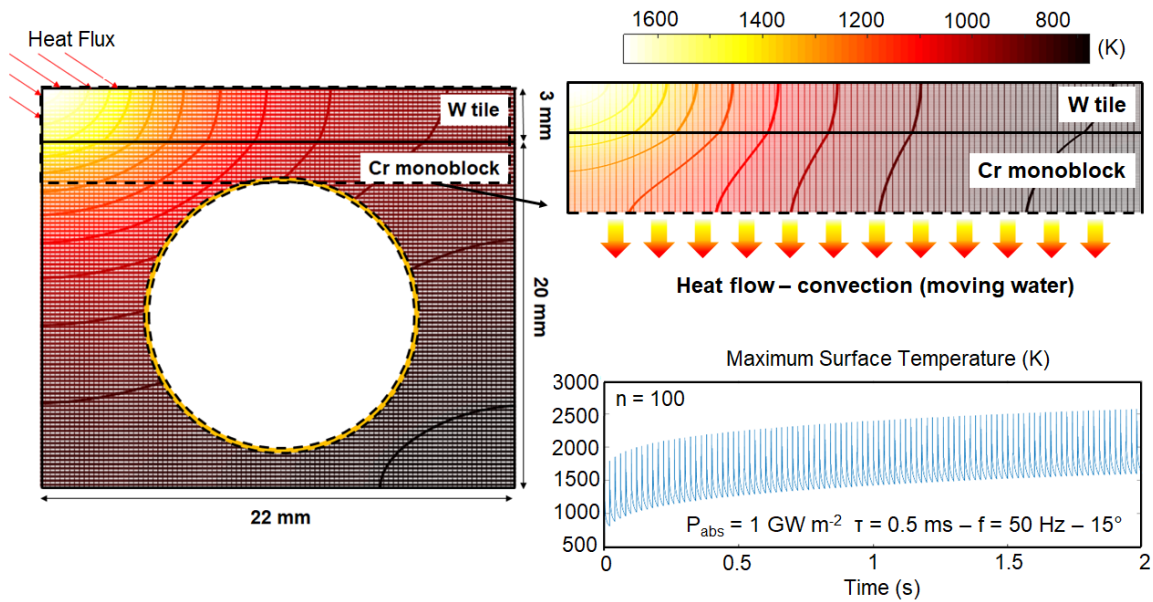 Heat Flux
W tile
3 mm
Cr monoblock
20 mm
22 mm
1600 1400 1200 1000 800
(K)
W tile
Cr monoblock
Heat flow – convection (moving water)
Maximum Surface Temperature (K)
3000
2500
2000
1500
1000
500
n = 100
P_abs = 1 GW m⁻² τ = 0.5 ms – f = 50 Hz – 15°
0 0.5 1 1.5 2
Time (s)